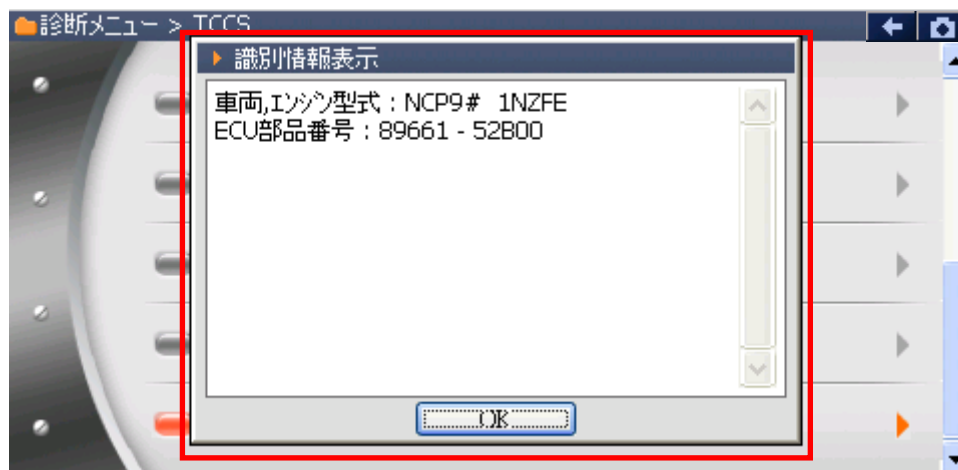 診断メニュー > TCCS
識別情報表示
車両,エンジン型式：NCP9#　1NZFE
ECU部品番号：89661 - 52B00
OK